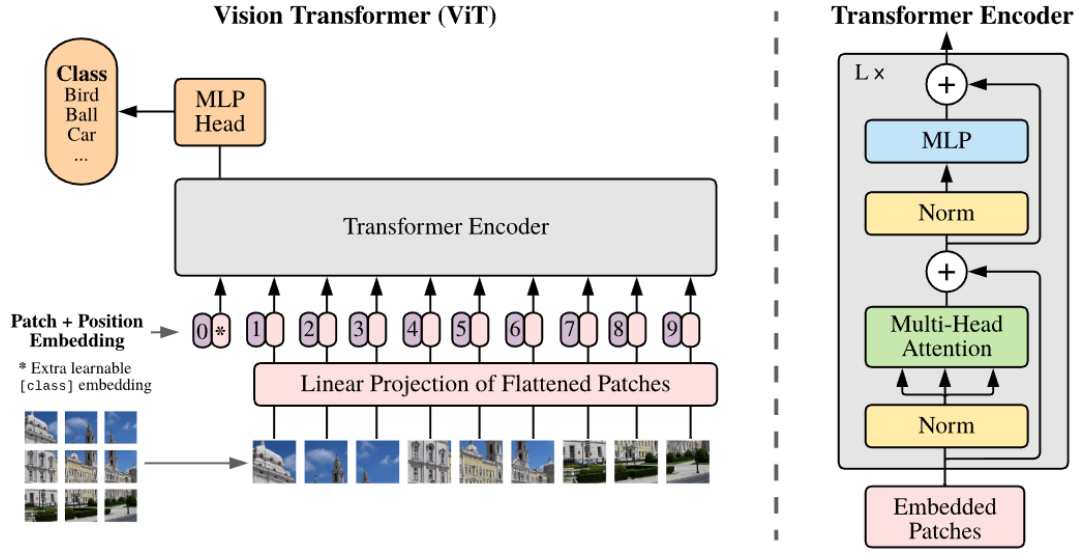 Vision Transformer (ViT)
Class
Bird
Ball
Car
...
MLP
Head
Transformer Encoder
0 * 1 2 3 4 5 6 7 8 9
Patch + Position
Embedding
* Extra learnable
[class] embedding
Linear Projection of Flattened Patches
Transformer Encoder
L ×
+
MLP
Norm
+
Multi-Head
Attention
Norm
Embedded
Patches